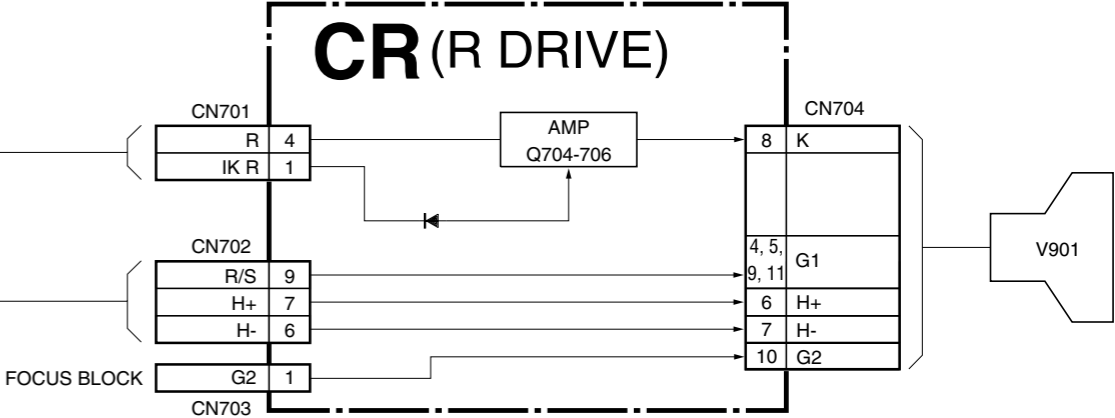 CR (R DRIVE)
CN701
R 4
IK R 1
AMP
Q704-706
CN704
8 K
CN702
R/S 9
H+ 7
H- 6
4, 5,
9, 11 G1
6 H+
7 H-
10 G2
V901
FOCUS BLOCK G2 1
CN703